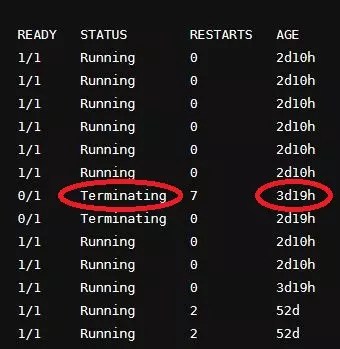 READY STATUS RESTARTS AGE
1/1 Running 0 2d10h
1/1 Running 0 2d10h
1/1 Running 0 2d10h
1/1 Running 0 2d10h
1/1 Running 0 2d10h
1/1 Running 0 2d10h
0/1 Terminating 7 3d19h
0/1 Terminating 0 2d19h
1/1 Running 0 2d10h
1/1 Running 0 2d10h
1/1 Running 0 3d19h
1/1 Running 2 52d
1/1 Running 2 52d